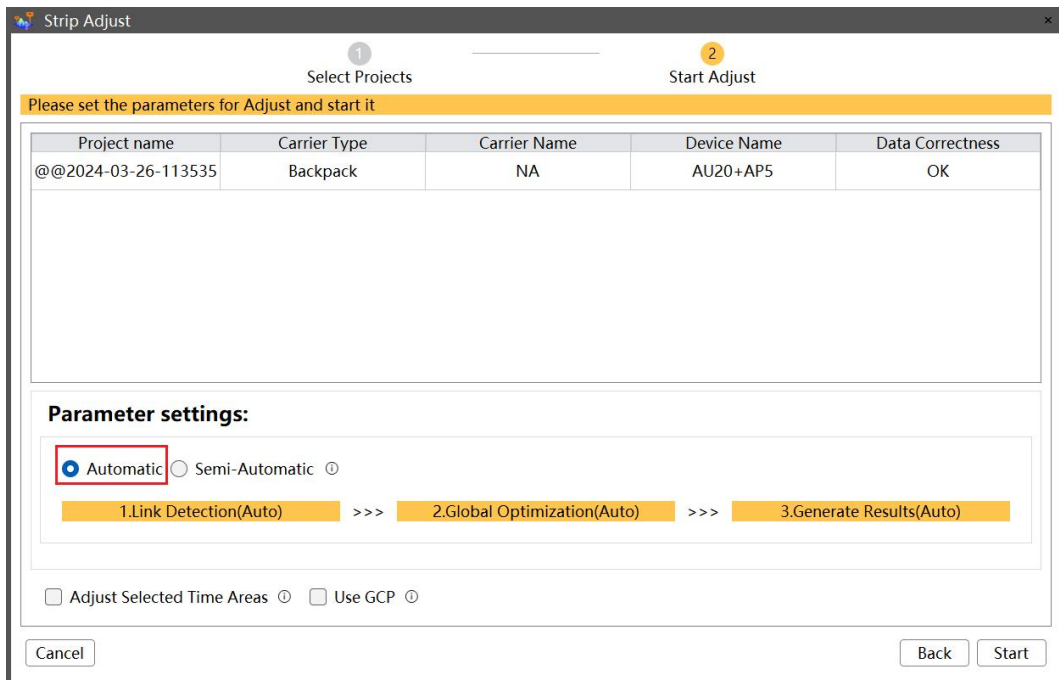 Strip Adjust ×
1 2
Select Projects Start Adjust
Please set the parameters for Adjust and start it
Project name Carrier Type Carrier Name Device Name Data Correctness
@@2024-03-26-113535 Backpack NA AU20+AP5 OK
Parameter settings:
Automatic Semi-Automatic ⓘ
1.Link Detection(Auto) >>> 2.Global Optimization(Auto) >>> 3.Generate Results(Auto)
Adjust Selected Time Areas ⓘ Use GCP ⓘ
Cancel Back Start